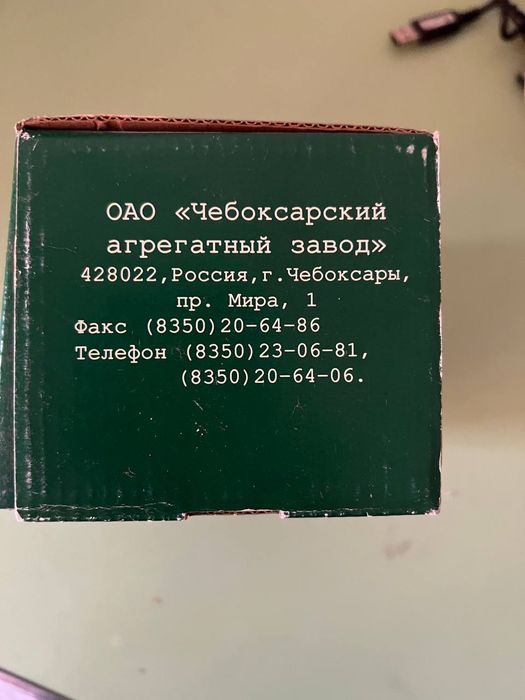 ОАО «Чебоксарский
агрегатный завод»
428022,Россия,г.Чебоксары,
пр. Мира, 1
Факс (8350)20-64-86
Телефон (8350)23-06-81,
(8350)20-64-06.